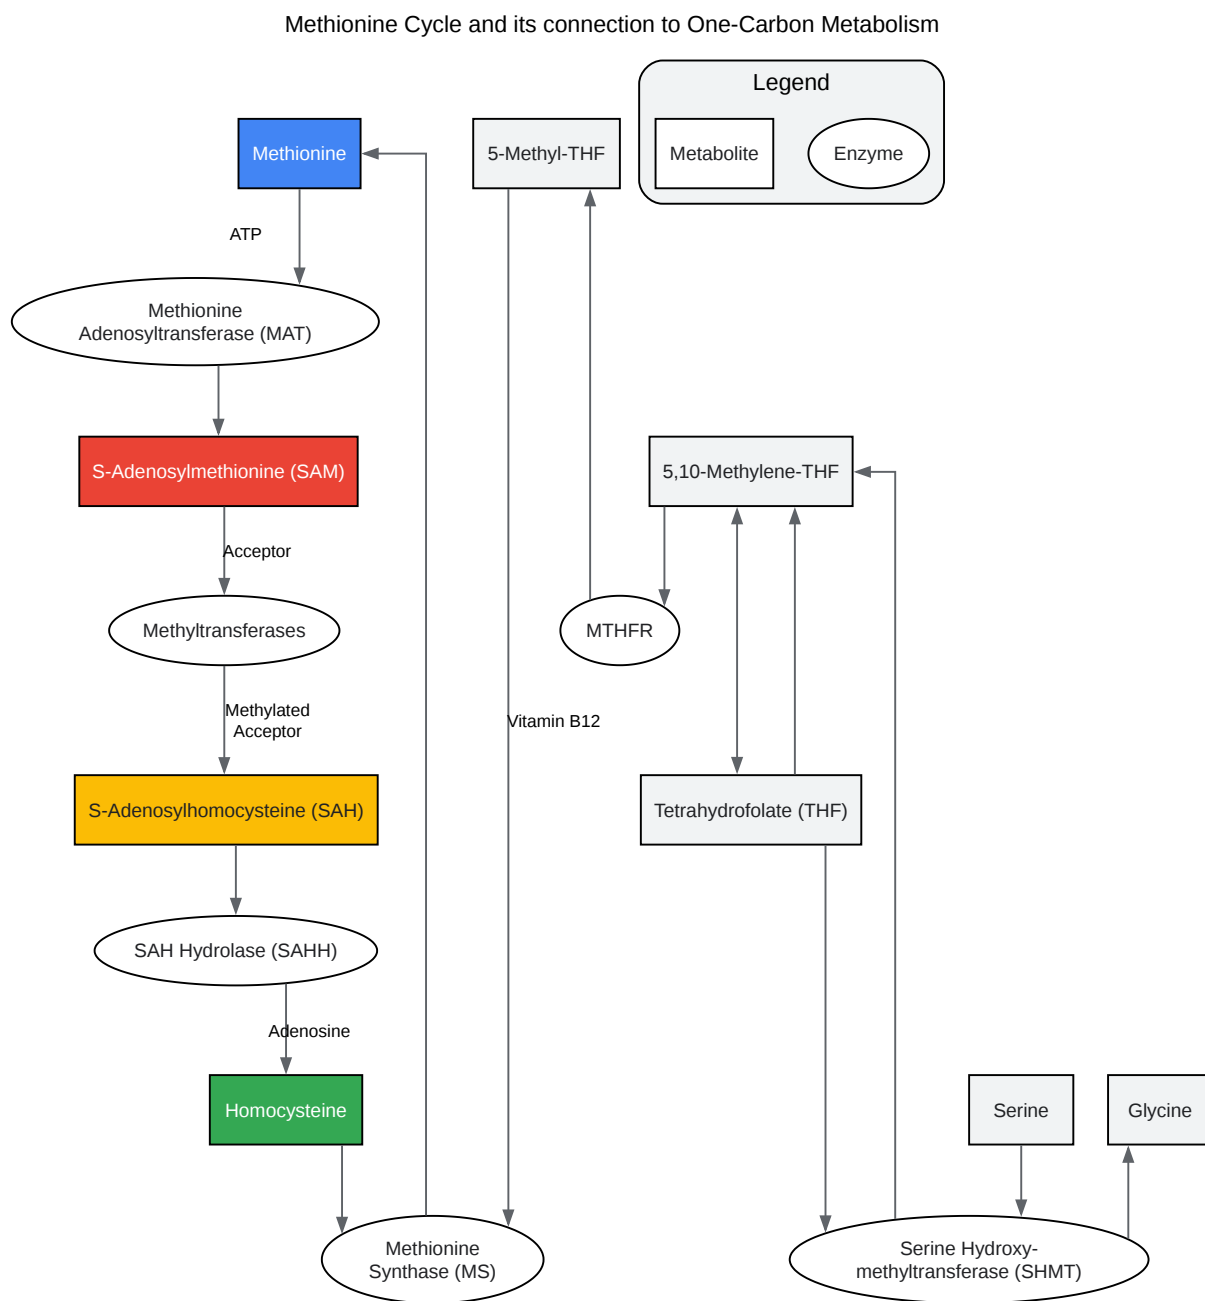 Methionine Cycle and its connection to One-Carbon Metabolism
Legend
Metabolite
Enzyme
Methionine
5-Methyl-THF
ATP
Methionine
Adenosyltransferase (MAT)
S-Adenosylmethionine (SAM)
5,10-Methylene-THF
Acceptor
Methyltransferases
MTHFR
Methylated
Acceptor
Vitamin B12
S-Adenosylhomocysteine (SAH)
Tetrahydrofolate (THF)
SAH Hydrolase (SAHH)
Adenosine
Homocysteine
Serine
Glycine
Methionine
Synthase (MS)
Serine Hydroxy-
methyltransferase (SHMT)